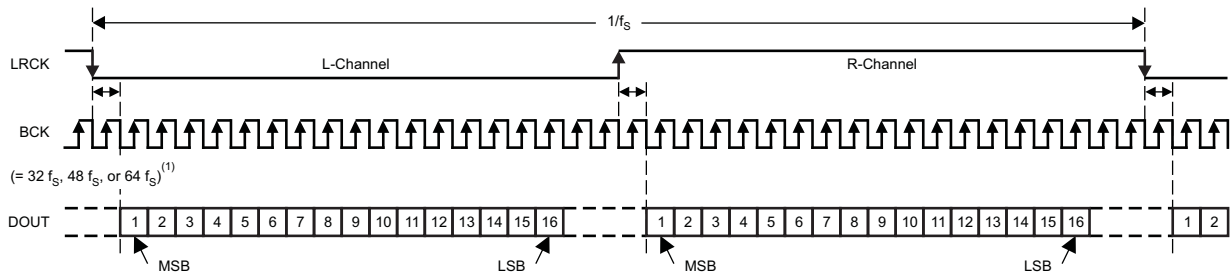 1/fS
LRCK
L-Channel
R-Channel
BCK
(= 32 fS, 48 fS, or 64 fS)(1)
DOUT
1 2 3 4 5 6 7 8 9 10 11 12 13 14 15 16
1 2 3 4 5 6 7 8 9 10 11 12 13 14 15 16
1 2
MSB
LSB
MSB
LSB